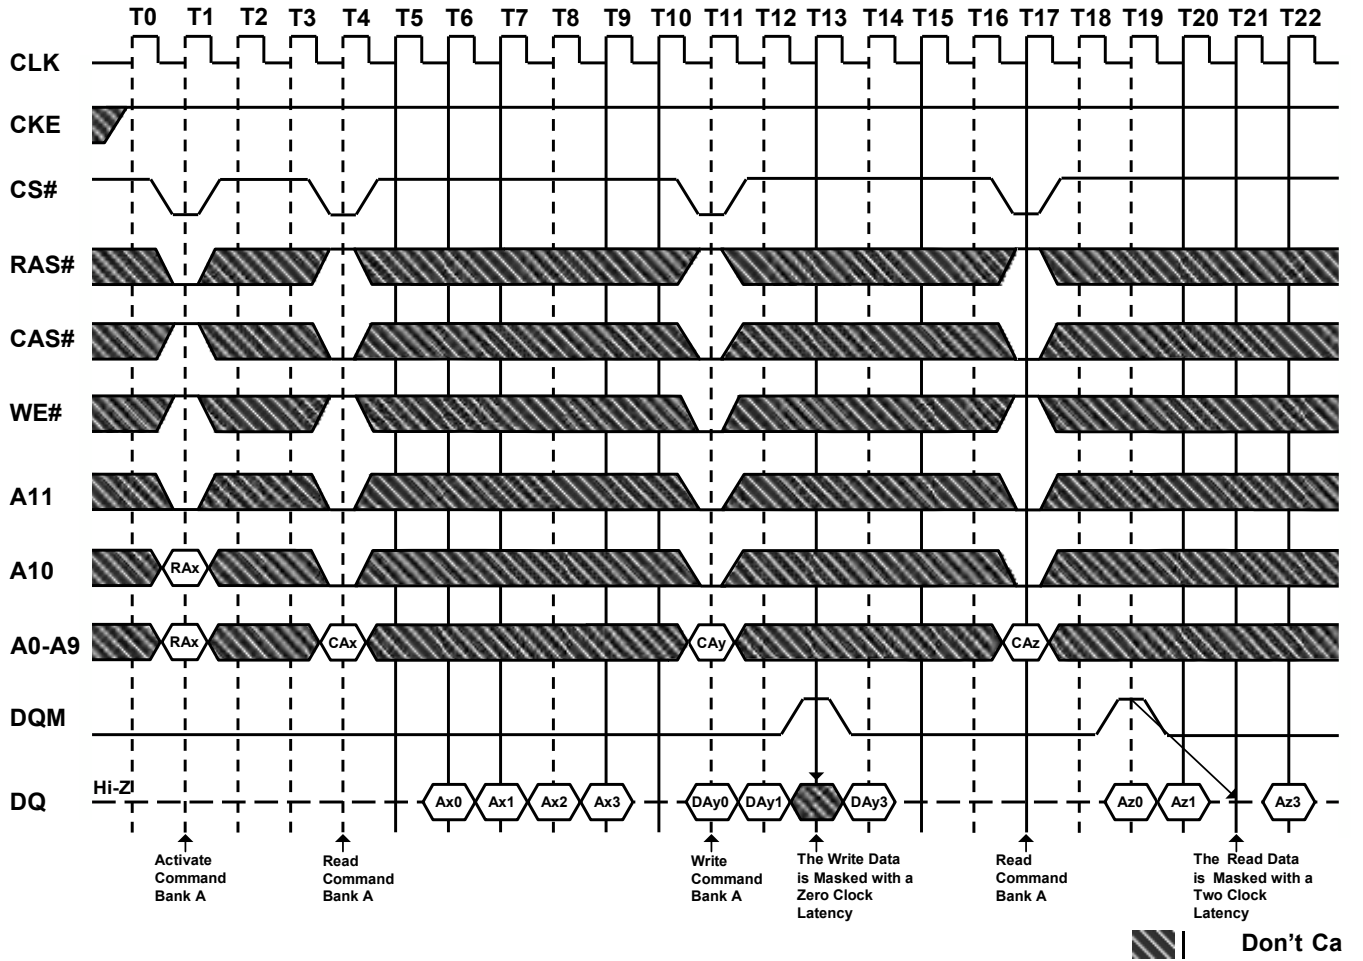 T0 T1 T2 T3 T4 T5 T6 T7 T8 T9 T10 T11 T12 T13 T14 T15 T16 T17 T18 T19 T20 T21 T22
CLK
CKE
CS#
RAS#
CAS#
WE#
A11
A10 RAx
A0-A9 RAx CAx CAy CAz
DQM
Hi-Z
DQ Ax0 Ax1 Ax2 Ax3 DAy0 DAy1 DAy3 Az0 Az1 Az3
Activate
Command
Bank A
Read
Command
Bank A
Write
Command
Bank A
The Write Data
is Masked with a
Zero Clock
Latency
Read
Command
Bank A
The Read Data
is Masked with a
Two Clock
Latency
Don't Ca